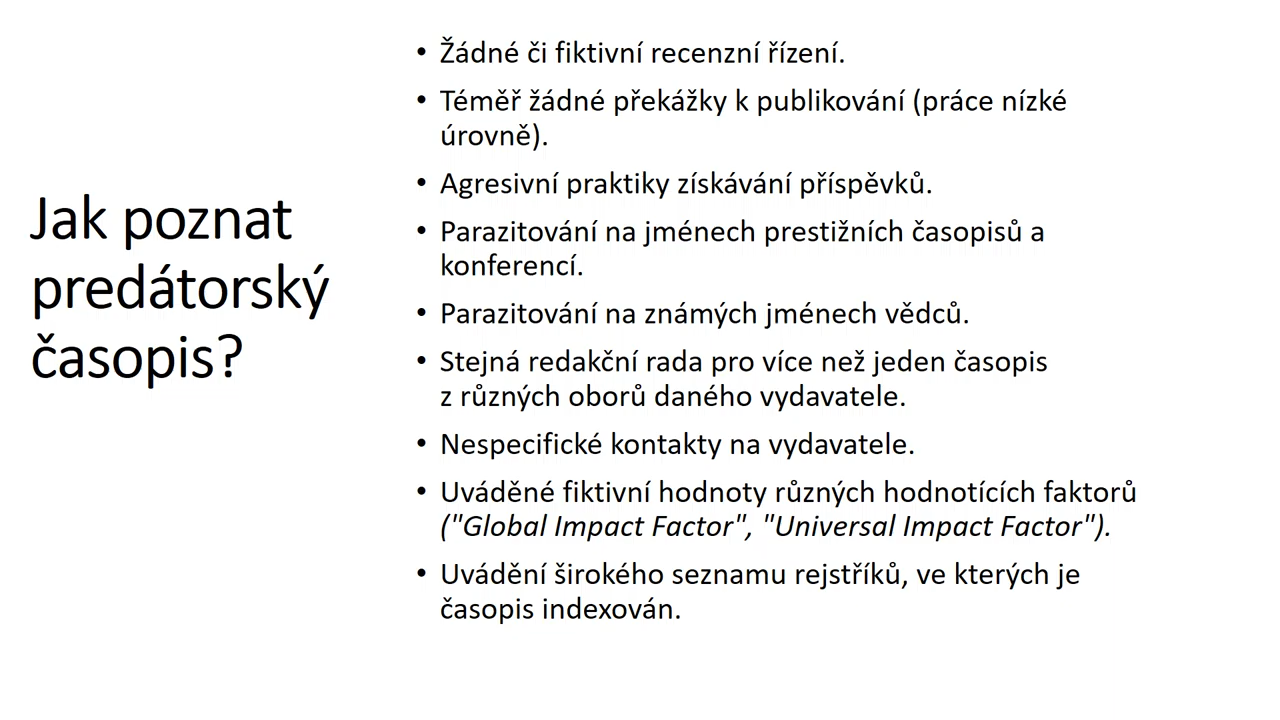 Jak poznat
predátorský
časopis?
• Žádné či fiktivní recenzní řízení.
• Téměř žádné překážky k publikování (práce nízké
úrovně).
• Agresivní praktiky získávání příspěvků.
• Parazitování na jménech prestižních časopisů a
konferencí.
• Parazitování na známých jménech vědců.
• Stejná redakční rada pro více než jeden časopis
z různých oborů daného vydavatele.
• Nespecifické kontakty na vydavatele.
• Uváděné fiktivní hodnoty různých hodnotících faktorů
("Global Impact Factor", "Universal Impact Factor").
• Uvádění širokého seznamu rejstříků, ve kterých je
časopis indexován.